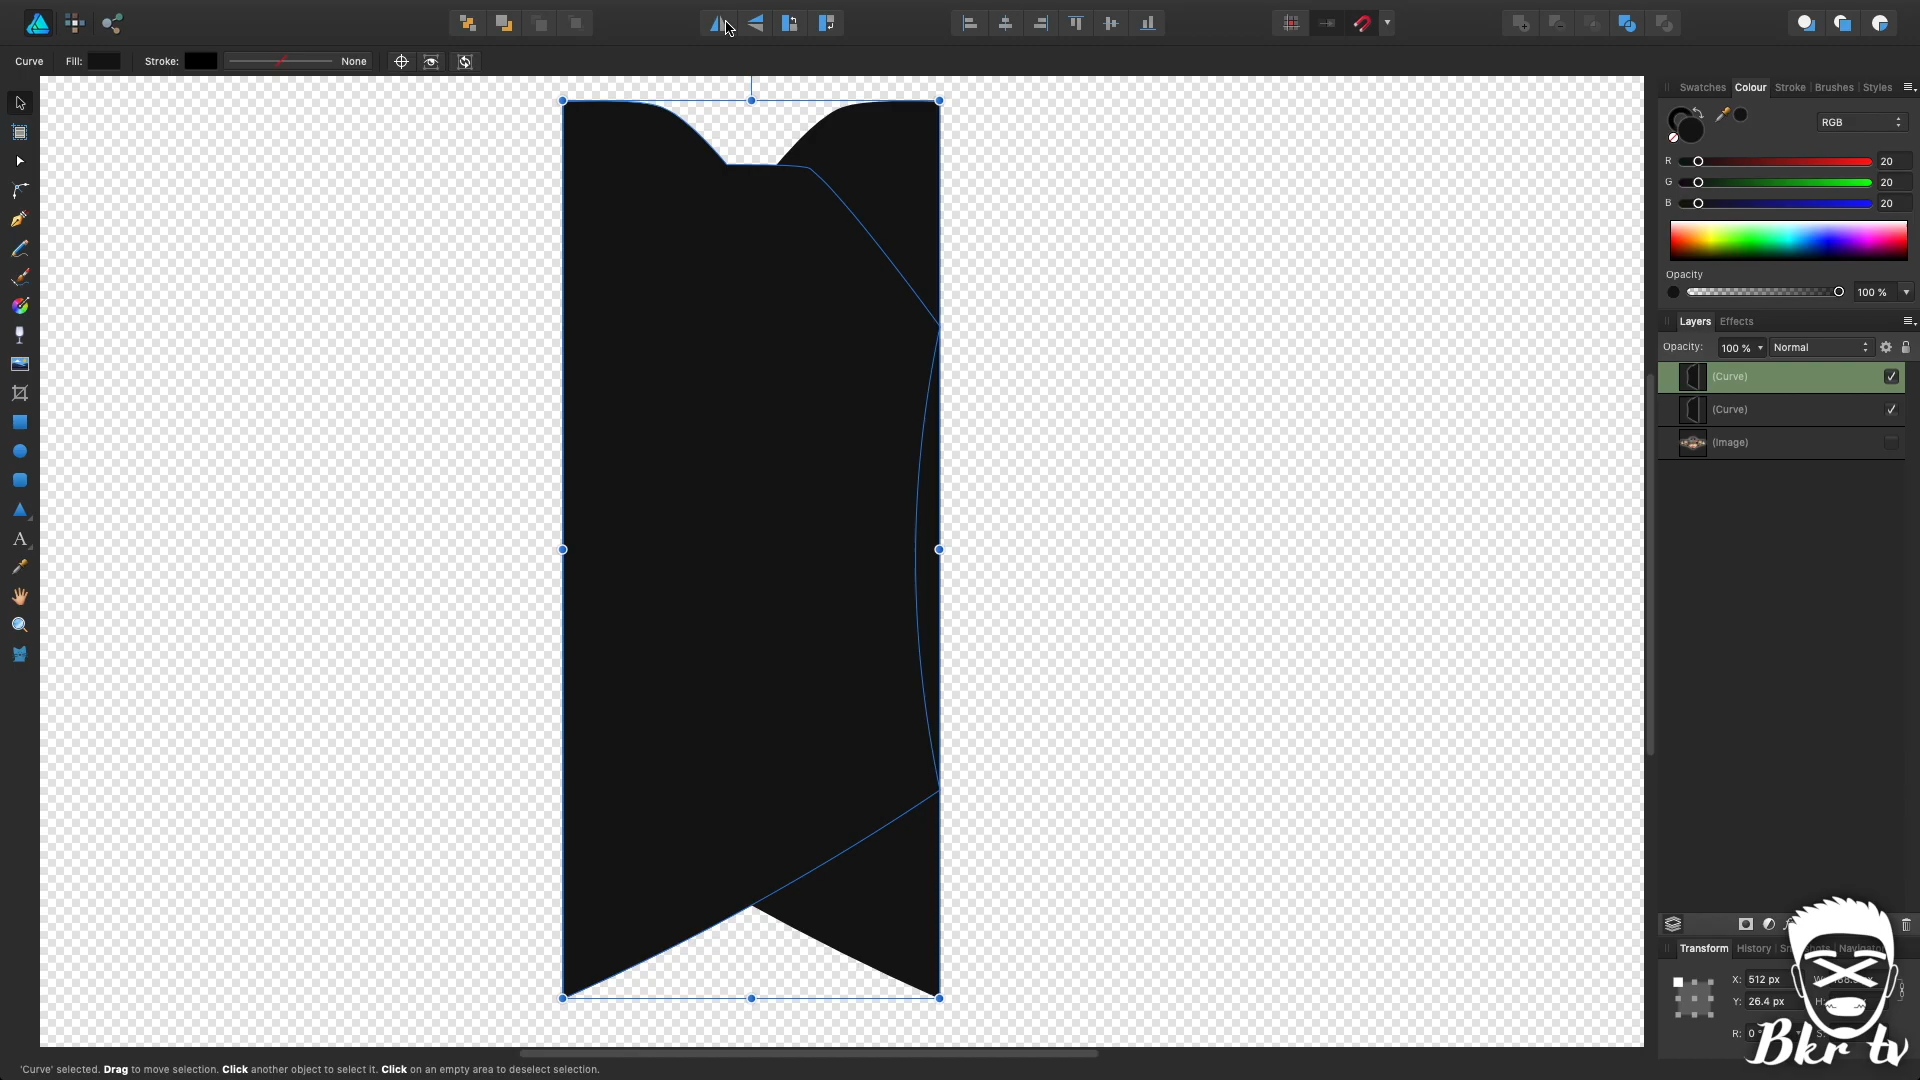 Curve Fill: Stroke: None
Swatches Colour Stroke Brushes Styles
RGB
R 20
G 20
B 20
Opacity
100 %
Layers Effects
Opacity: 100 % Normal
(Curve)
(Curve)
(Image)
A
Transform History
X: 512 px
Y: 26.4 px
R: 0 °
Bkr tv
'Curve' selected. Drag to move selection. Click another object to select it. Click on an empty area to deselect selection.